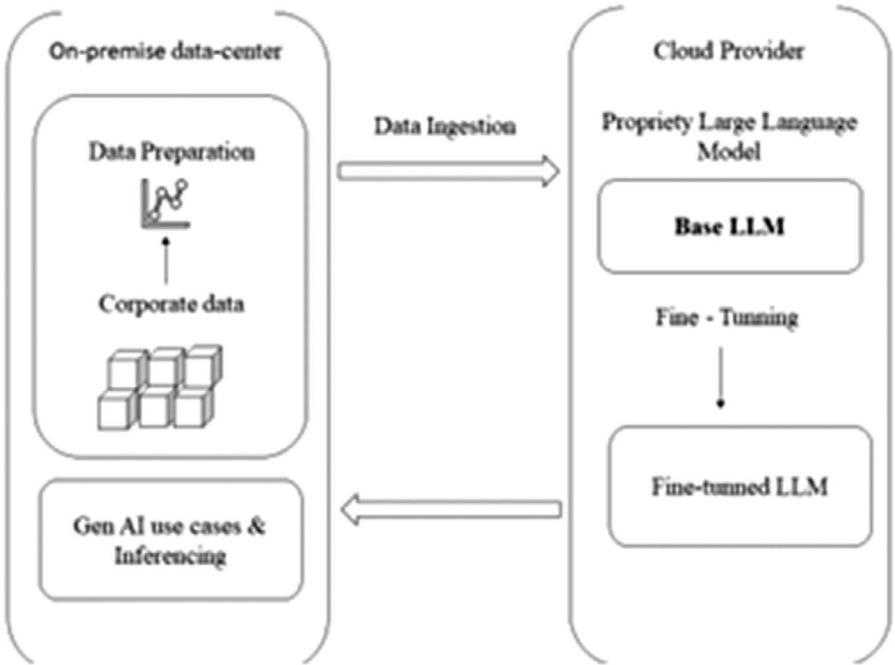 On-premise data-center
Data Preparation
Corporate data
Gen AI use cases &
Inferencing
Data Ingestion
Cloud Provider
Propriety Large Language
Model
Base LLM
Fine - Tunning
Fine-tunned LLM